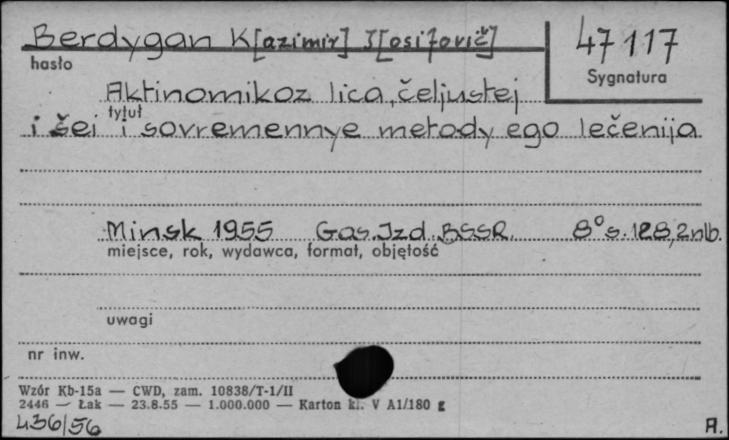 Berdygan K[azimir] J[osifovič]
47 117
hasło
Sygnatura
Aktinomikoz lica, čeljustej
tytuł
i šei i sovremennye metody ego lečenija
Minsk 1955 Gos. Izd. BSSR. 8° s. 128, 2 nlb.
miejsce, rok, wydawca, format, objętość
uwagi
nr inw.
Wzór Kb-15a — CWD, zam. 10838/T-1/II
2446 — Łak — 23.8.55 — 1.000.000 — Karton kl. V A1/180 g
436/56
A.